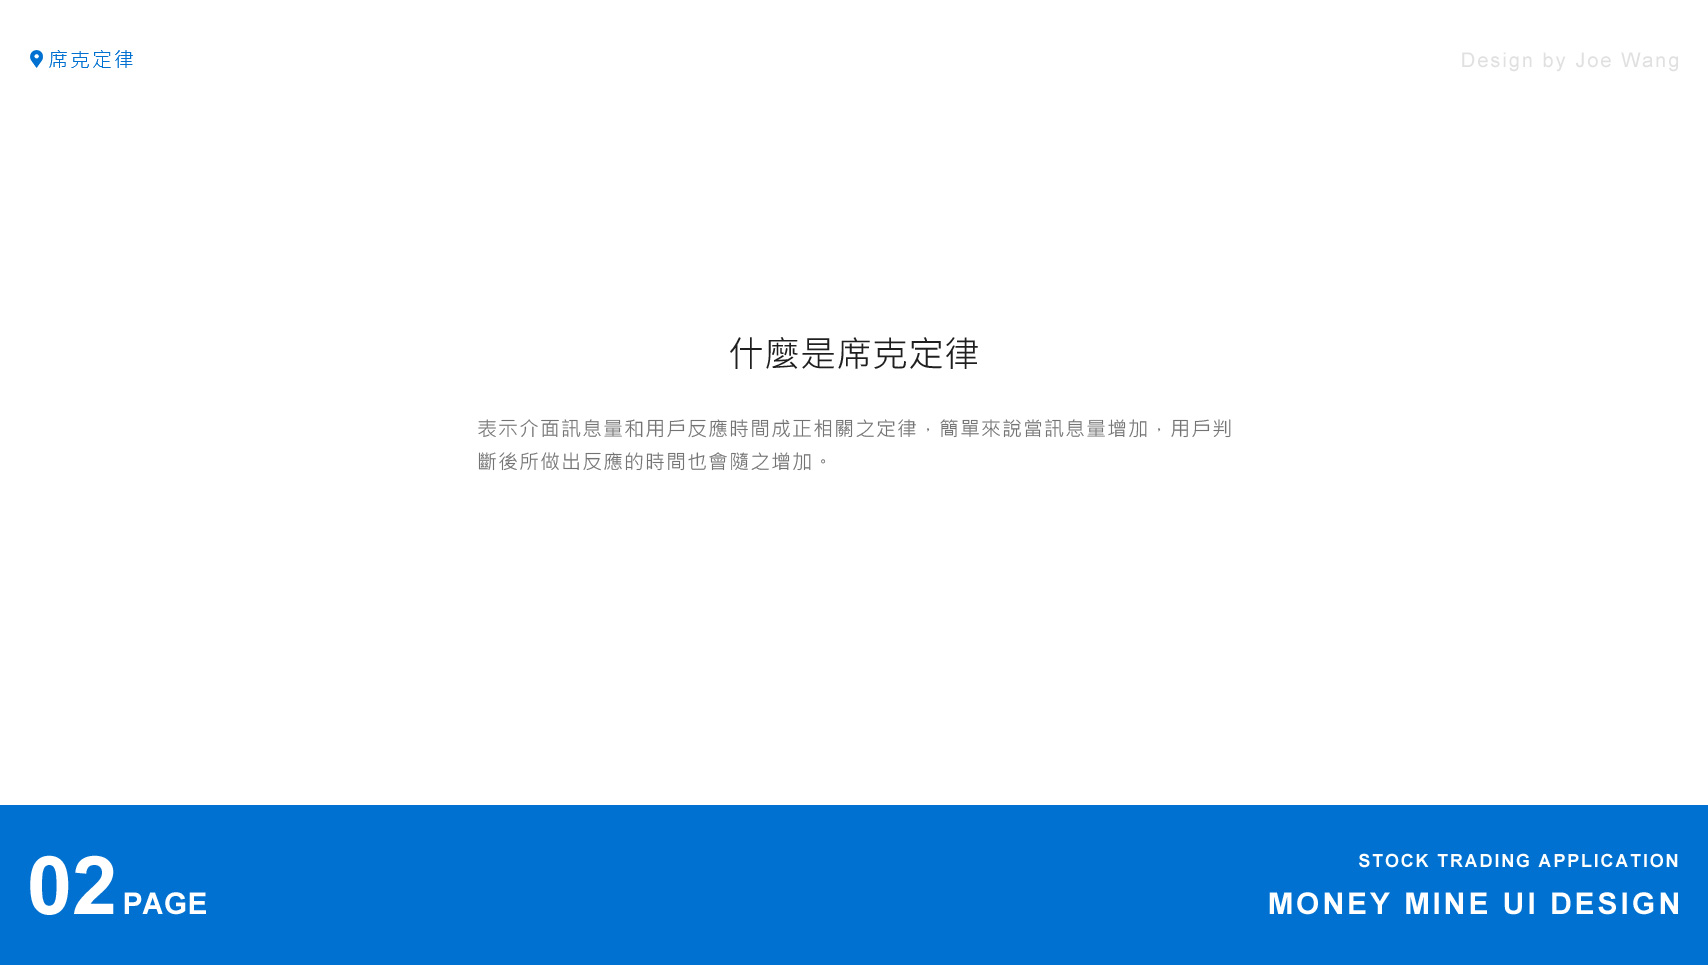 席克定律
Design by Joe Wang
什麼是席克定律
表示介面訊息量和用戶反應時間成正相關之定律，簡單來說當訊息量增加，用戶判
斷後所做出反應的時間也會隨之增加。
02 PAGE
STOCK TRADING APPLICATION
MONEY MINE UI DESIGN